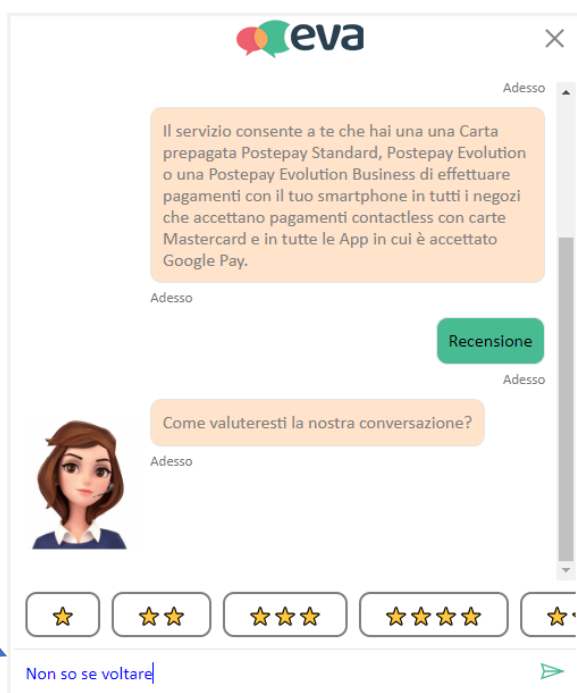 eva
Adesso
Il servizio consente a te che hai una una Carta
prepagata Postepay Standard, Postepay Evolution
o una Postepay Evolution Business di effettuare
pagamenti con il tuo smartphone in tutti i negozi
che accettano pagamenti contactless con carte
Mastercard e in tutte le App in cui è accettato
Google Pay.
Adesso
Recensione
Adesso
Come valuteresti la nostra conversazione?
Adesso
Non so se voltare